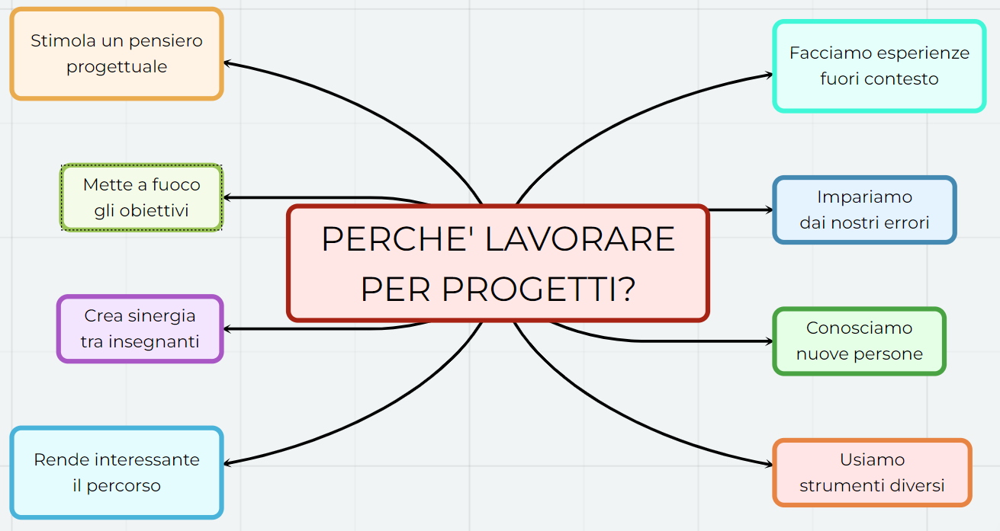 Stimola un pensiero
progettuale
Mette a fuoco
gli obiettivi
Crea sinergia
tra insegnanti
Rende interessante
il percorso
PERCHE' LAVORARE
PER PROGETTI?
Facciamo esperienze
fuori contesto
Impariamo
dai nostri errori
Conosciamo
nuove persone
Usiamo
strumenti diversi